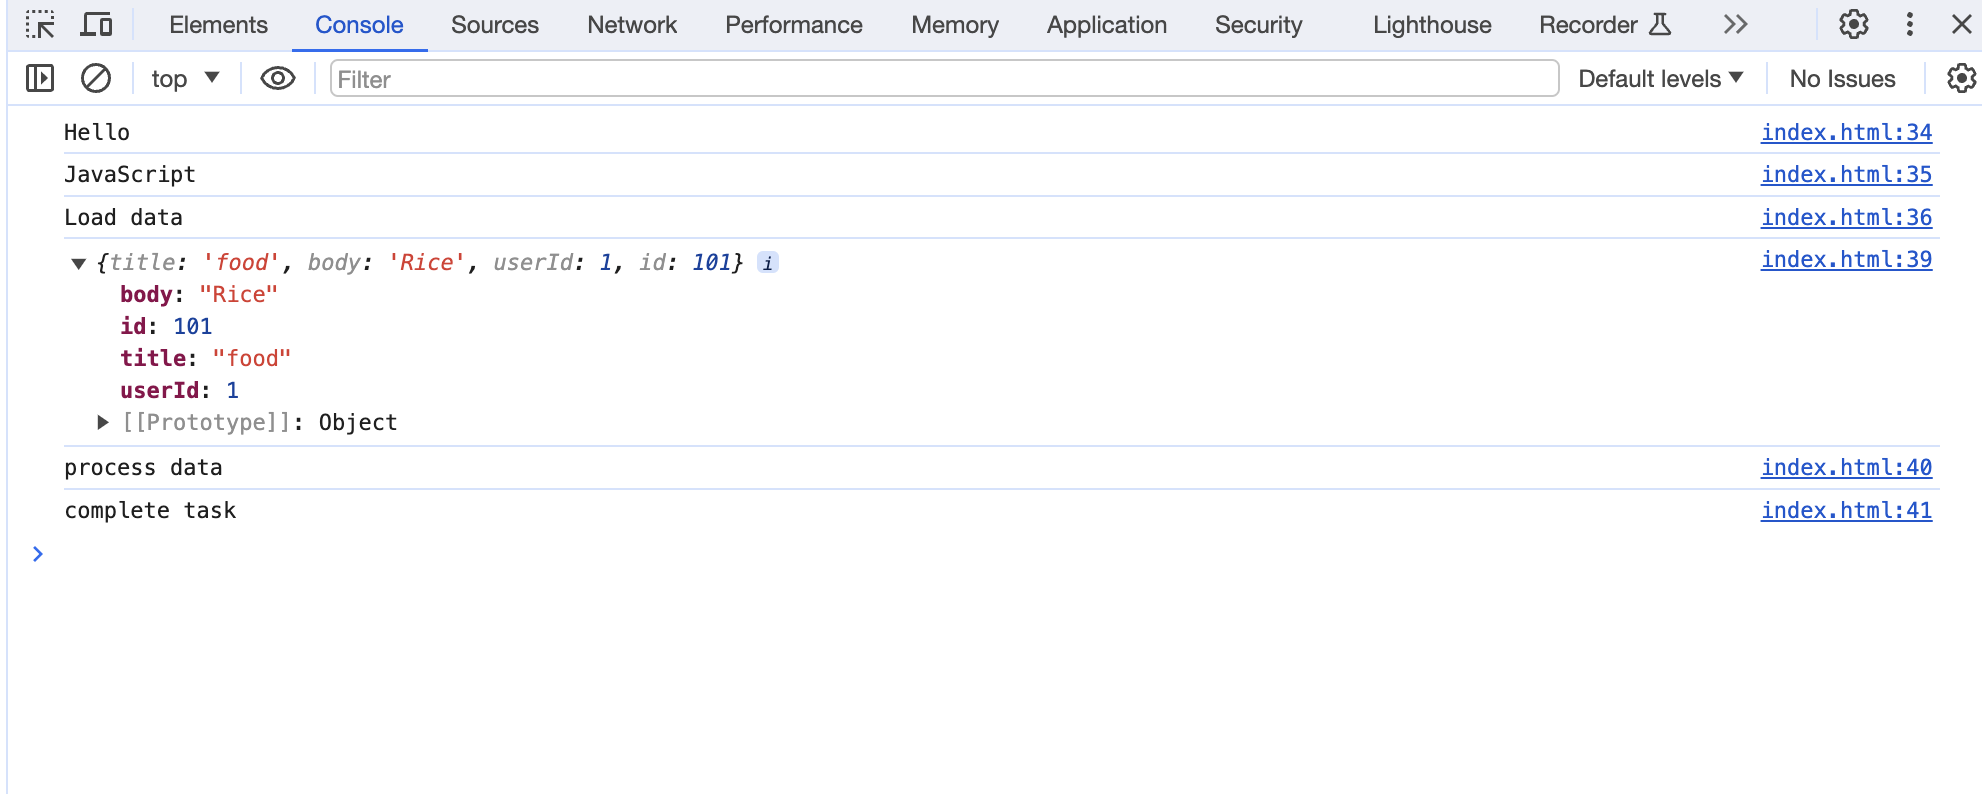 Elements Console Sources Network Performance Memory Application Security Lighthouse Recorder
top Filter Default levels No Issues
Hello index.html:34
JavaScript index.html:35
Load data index.html:36
{title: 'food', body: 'Rice', userId: 1, id: 101} i index.html:39
body: "Rice"
id: 101
title: "food"
userId: 1
[[Prototype]]: Object
process data index.html:40
complete task index.html:41